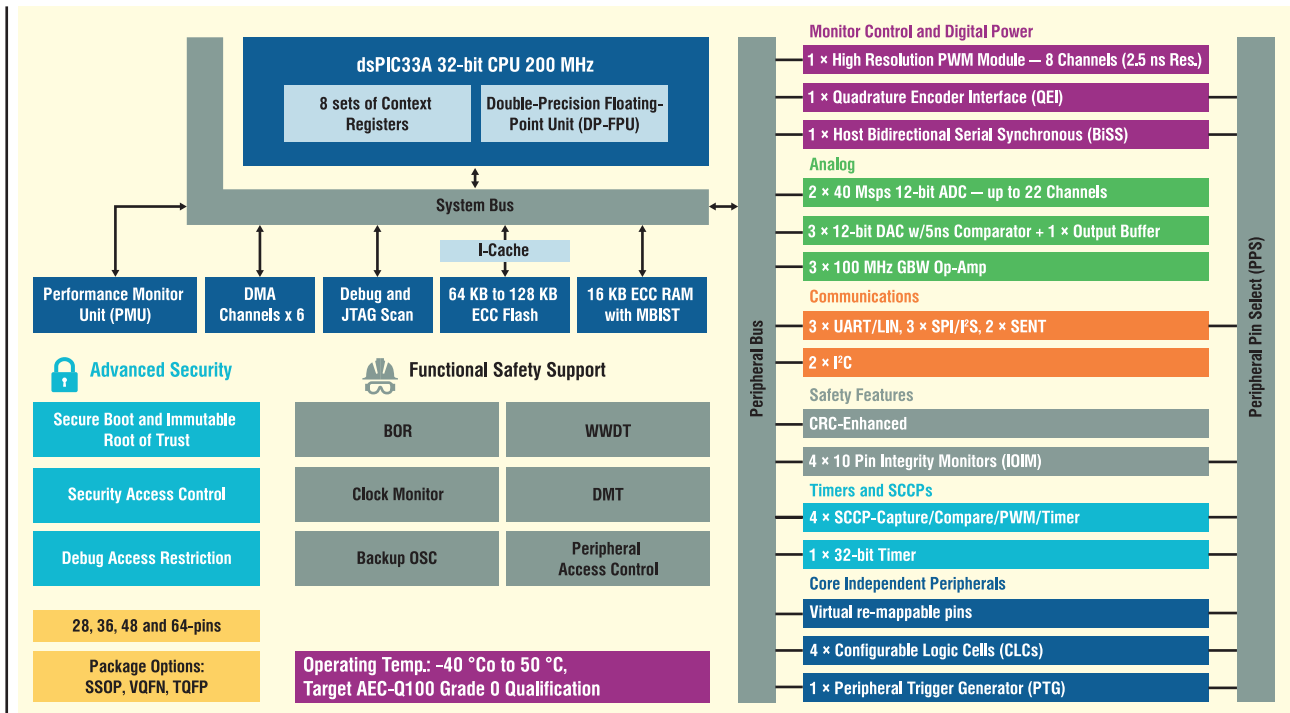 dsPIC33A 32-bit CPU 200 MHz
8 sets of Context
Registers
Double-Precision Floating-
Point Unit (DP-FPU)
System Bus
I-Cache
Performance Monitor
Unit (PMU)
DMA
Channels x 6
Debug and
JTAG Scan
64 KB to 128 KB
ECC Flash
16 KB ECC RAM
with MBIST
Advanced Security
Secure Boot and Immutable
Root of Trust
Security Access Control
Debug Access Restriction
Functional Safety Support
BOR
WWDT
Clock Monitor
DMT
Backup OSC
Peripheral
Access Control
28, 36, 48 and 64-pins
Package Options:
SSOP, VQFN, TQFP
Operating Temp.: –40 °Co to 50 °C,
Target AEC-Q100 Grade 0 Qualification
Peripheral Bus
Monitor Control and Digital Power
1 × High Resolution PWM Module — 8 Channels (2.5 ns Res.)
1 × Quadrature Encoder Interface (QEI)
1 × Host Bidirectional Serial Synchronous (BiSS)
Analog
2 × 40 Msps 12-bit ADC — up to 22 Channels
3 × 12-bit DAC w/5ns Comparator + 1 × Output Buffer
3 × 100 MHz GBW Op-Amp
Communications
3 × UART/LIN, 3 × SPI/I²S, 2 × SENT
2 × I²C
Safety Features
CRC-Enhanced
4 × 10 Pin Integrity Monitors (IOIM)
Timers and SCCPs
4 × SCCP-Capture/Compare/PWM/Timer
1 × 32-bit Timer
Core Independent Peripherals
Virtual re-mappable pins
4 × Configurable Logic Cells (CLCs)
1 × Peripheral Trigger Generator (PTG)
Peripheral Pin Select (PPS)